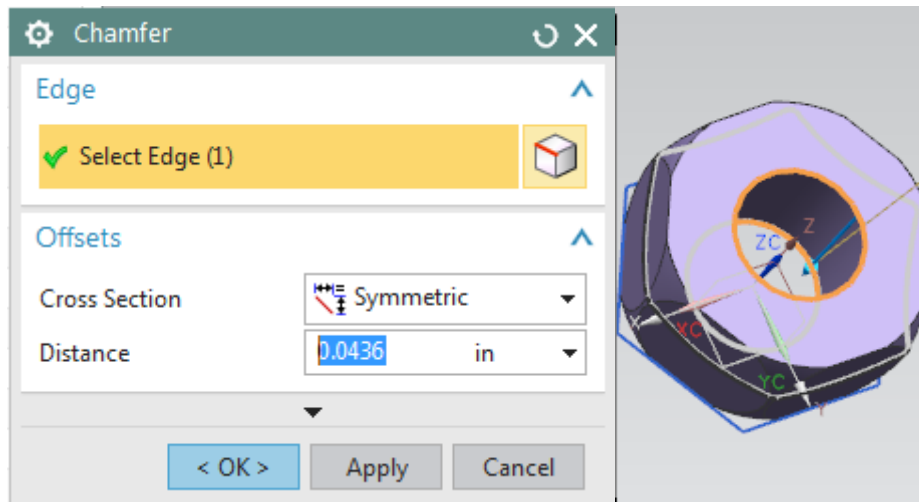 Chamfer
Edge
Select Edge (1)
Offsets
Cross Section
Symmetric
Distance
0.0436 in
< OK >
Apply
Cancel
ZC
Z
X
XC
YC
Y